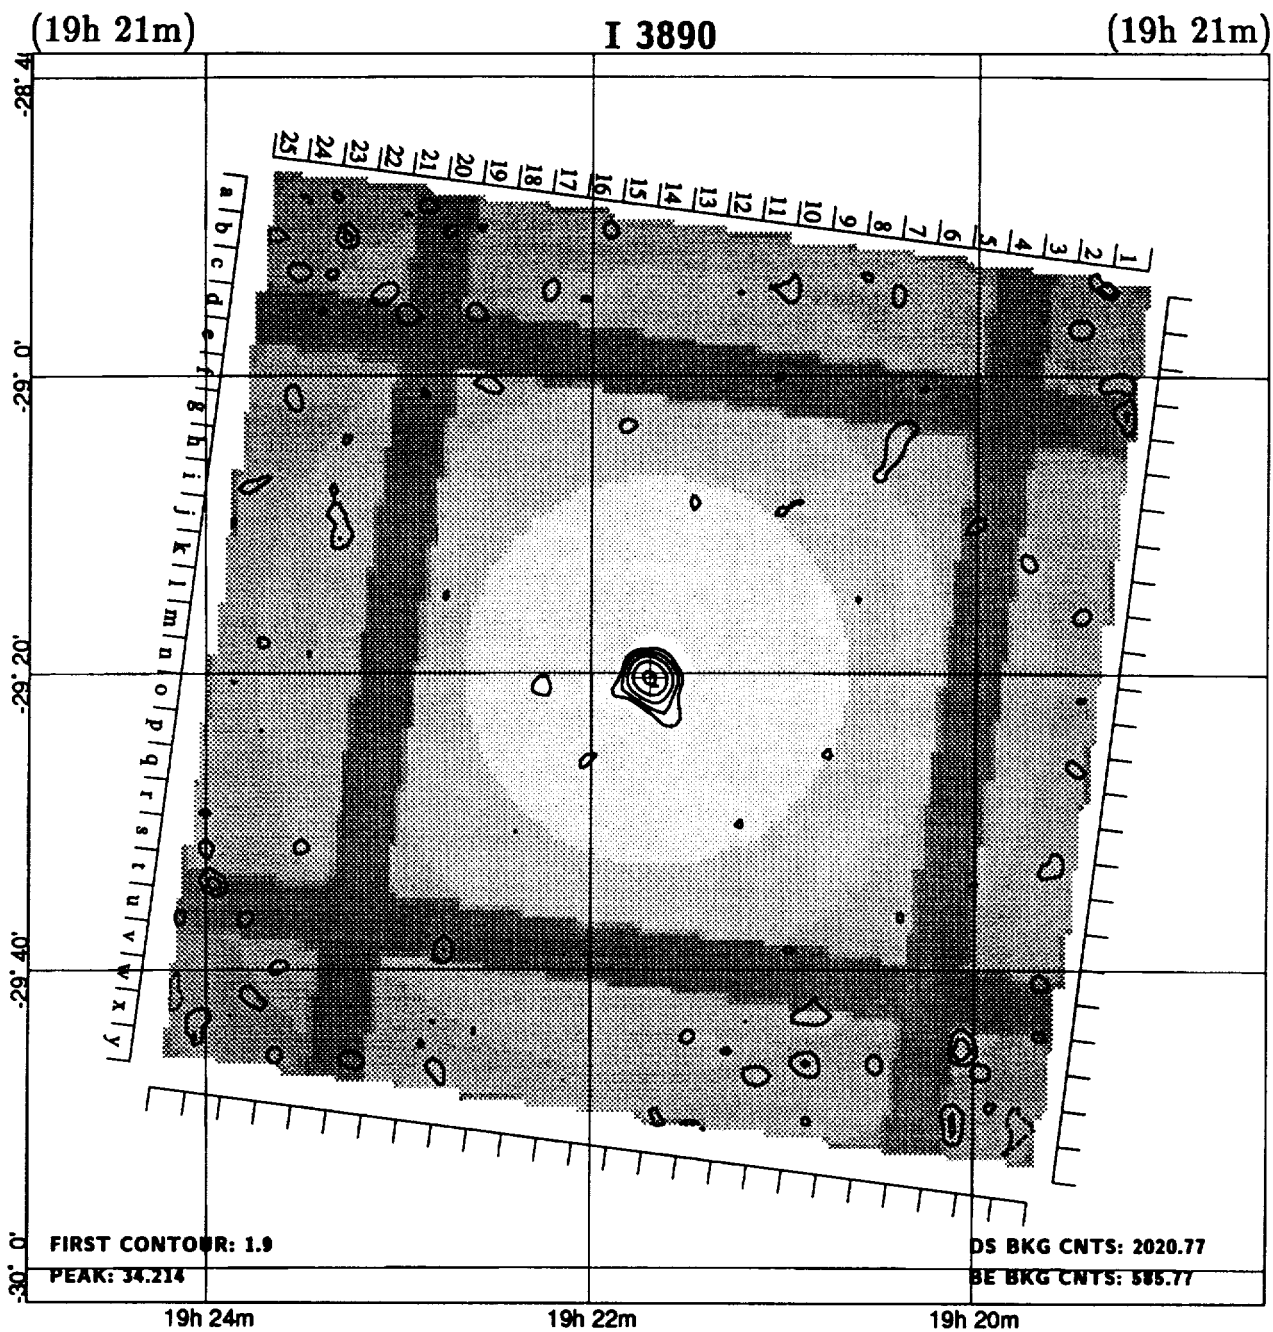 (19h 21m) I 3890 (19h 21m)
-28° 4
25 24 23 22 21 20 19 18 17 16 15 14 13 12 11 10 9 8 7 6 5 4 3 2 1
a b c d e f g h i j k l m n o p q r s t u v w x y
-29° 0'
-29° 20'
-29° 40'
-30° 0'
FIRST CONTOUR: 1.9 DS BKG CNTS: 2020.77
PEAK: 34.214 BE BKG CNTS: 585.77
19h 24m 19h 22m 19h 20m